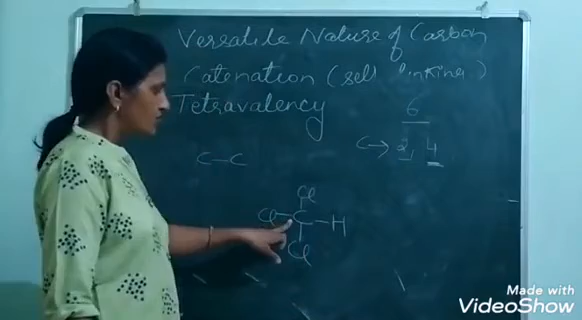 Versatile Nature of Carbon
Catenation (self linking)
Tetravalency
6
C → 2, 4
C — C
Cl
Cl — C — H
Cl
Made with
VideoShow